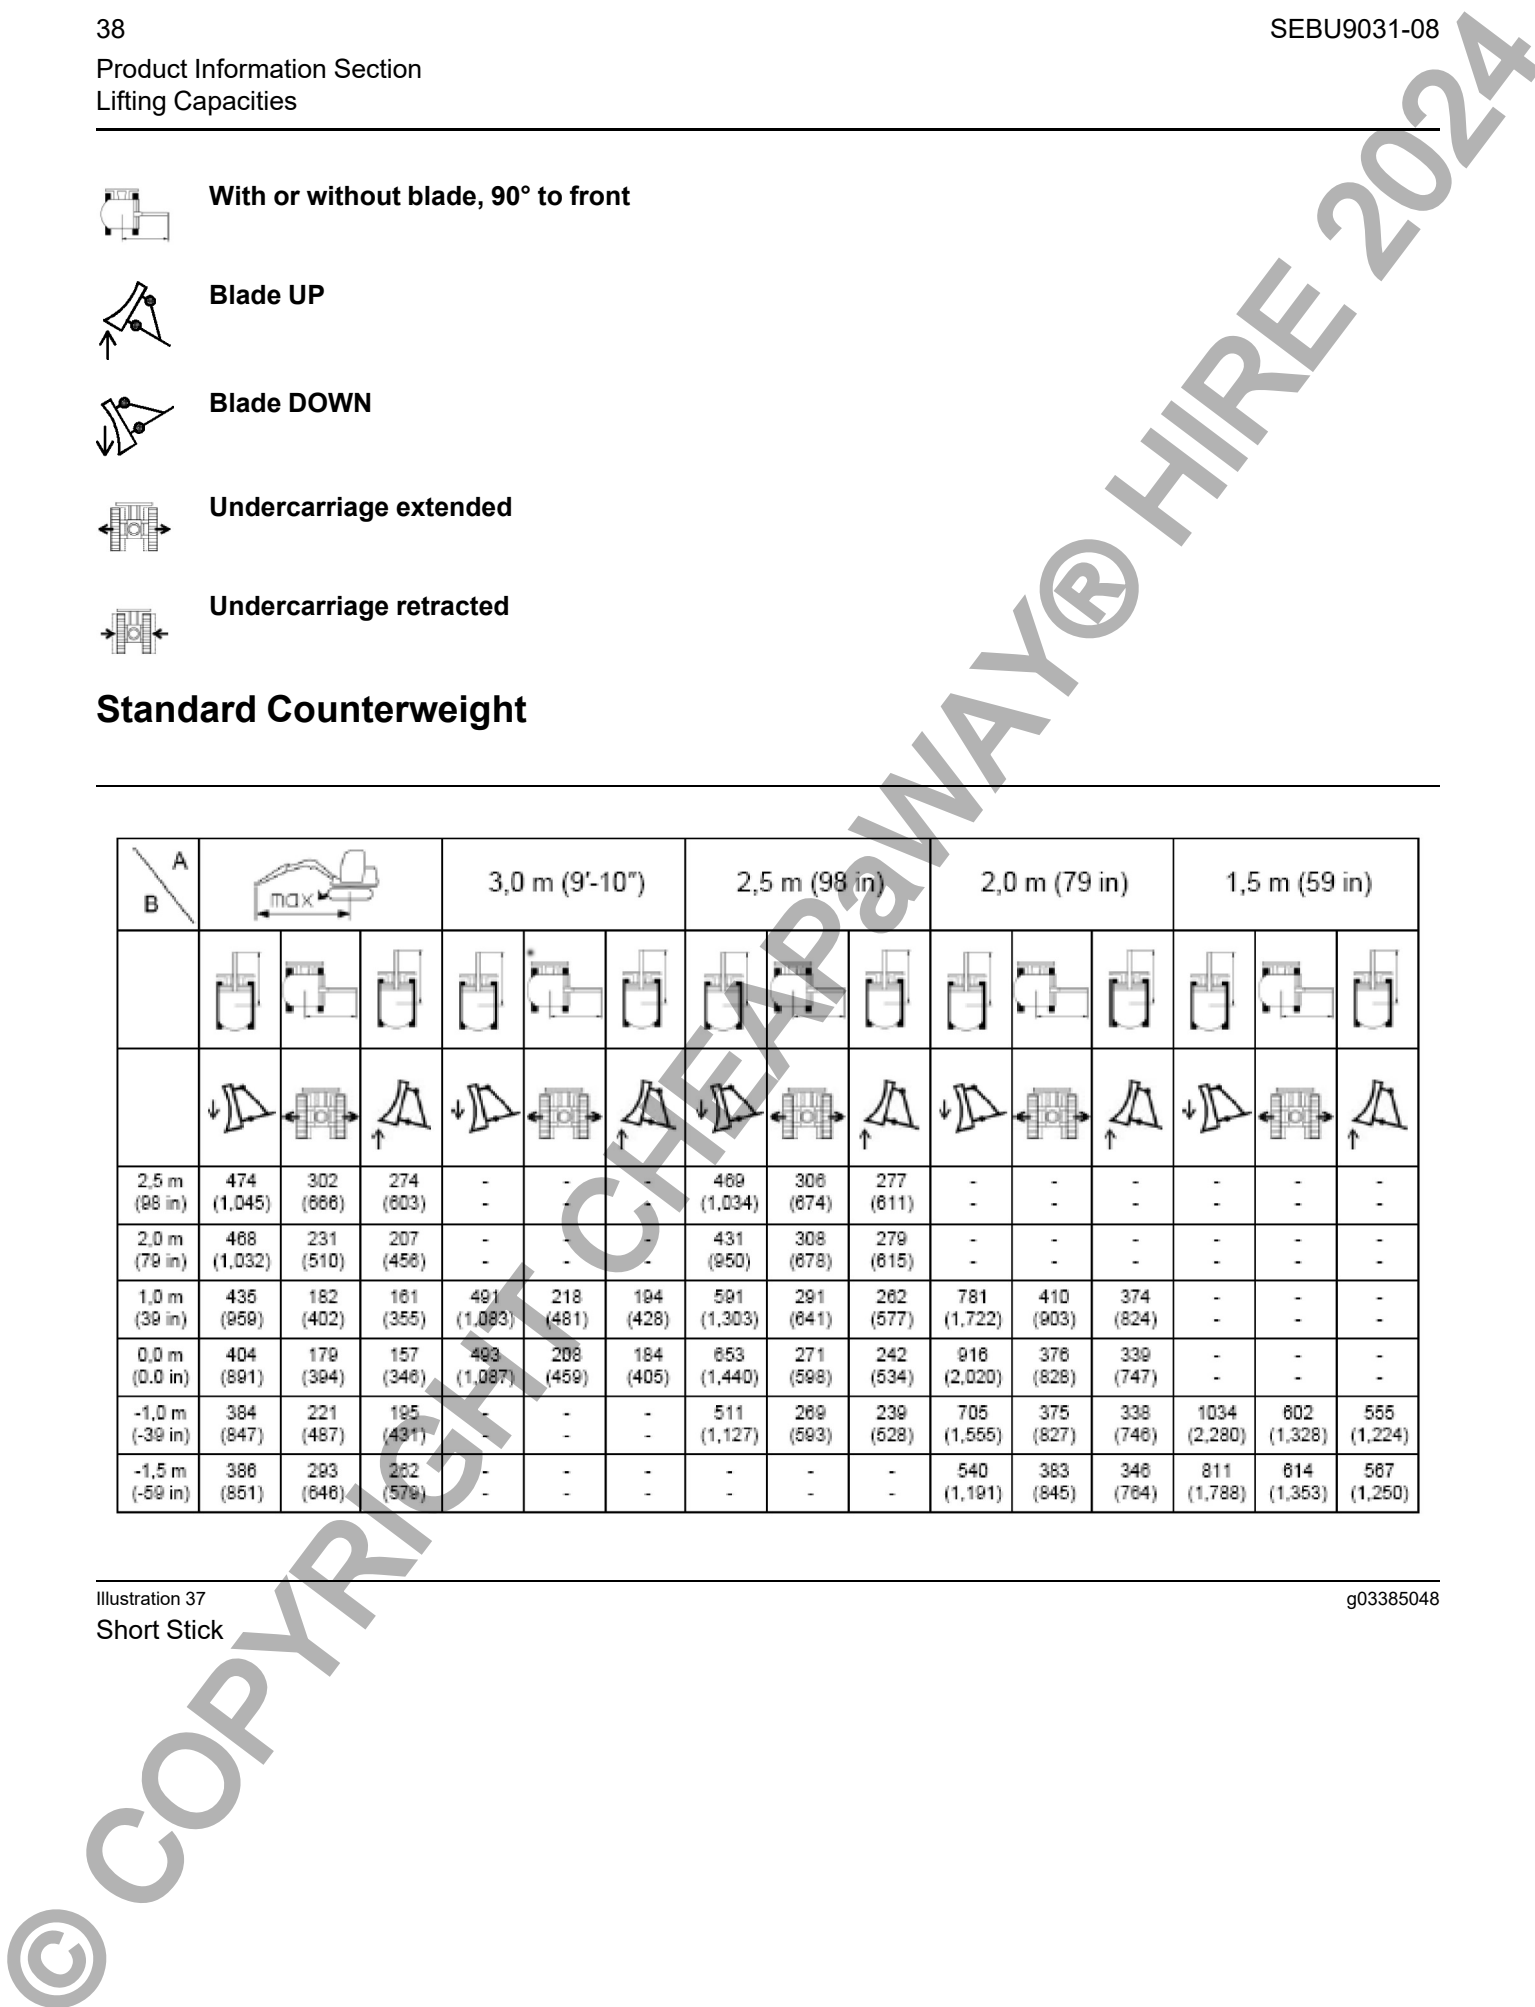 38
SEBU9031-08
Product Information Section
Lifting Capacities
With or without blade, 90° to front
Blade UP
Blade DOWN
Undercarriage extended
Undercarriage retracted
Standard Counterweight
A
B
max
3,0 m (9'-10")
2,5 m (98 in)
2,0 m (79 in)
1,5 m (59 in)
2,5 m 474 302 274 - - - 469 306 277 - - - - - -
(98 in) (1,045) (666) (603) - - - (1,034) (674) (611) - - - - - -
2,0 m 468 231 207 - - - 431 308 279 - - - - - -
(79 in) (1,032) (510) (456) - - - (950) (678) (615) - - - - - -
1,0 m 435 182 161 491 218 194 591 291 262 781 410 374 - - -
(39 in) (959) (402) (355) (1,083) (481) (428) (1,303) (641) (577) (1,722) (903) (824) - - -
0,0 m 404 179 157 493 208 184 653 271 242 916 376 339 - - -
(0.0 in) (891) (394) (346) (1,087) (459) (405) (1,440) (598) (534) (2,020) (828) (747) - - -
-1,0 m 384 221 195 - - - 511 269 239 705 375 338 1034 602 555
(-39 in) (847) (487) (431) - - - (1,127) (593) (528) (1,555) (827) (746) (2,280) (1,328) (1,224)
-1,5 m 386 293 262 - - - - - - 540 383 346 811 614 567
(-59 in) (851) (646) (579) - - - - - - (1,191) (845) (764) (1,788) (1,353) (1,250)
Illustration 37
g03385048
Short Stick
© COPYRIGHT CHEAPaWAY® HIRE 2024